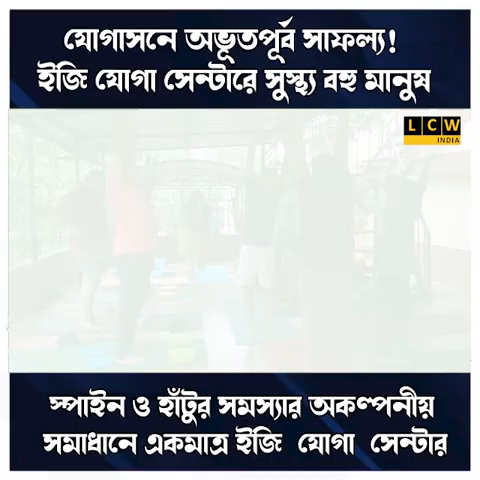 যোগাসনে অভূতপূর্ব সাফল্য!
ইজি যোগা সেন্টারে সুস্থ্য বহু মানুষ
LCW
INDIA
স্পাইন ও হাঁটুর সমস্যার অকল্পনীয়
সমাধানে একমাত্র ইজি যোগা সেন্টার